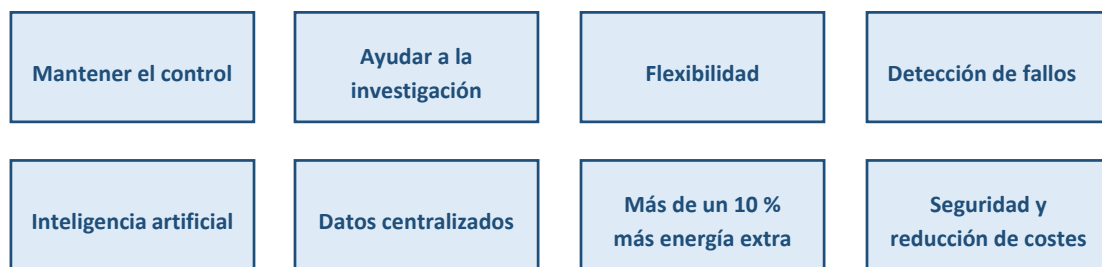 Mantener el control
Ayudar a la
investigación
Flexibilidad
Detección de fallos
Inteligencia artificial
Datos centralizados
Más de un 10 %
más energía extra
Seguridad y
reducción de costes